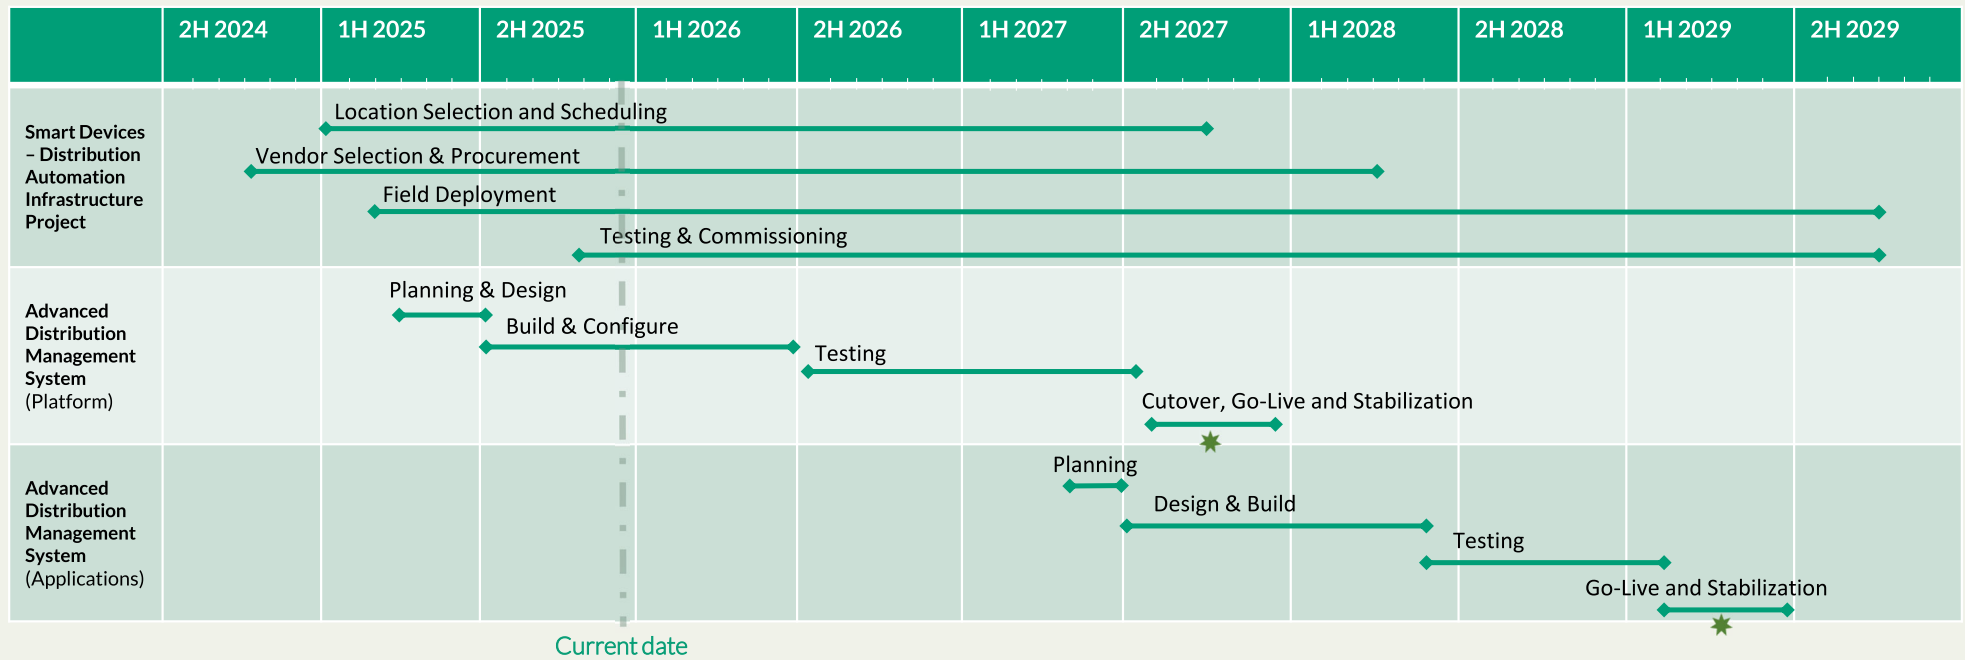 2H 2024 1H 2025 2H 2025 1H 2026 2H 2026 1H 2027 2H 2027 1H 2028 2H 2028 1H 2029 2H 2029
Smart Devices
– Distribution
Automation
Infrastructure
Project
Location Selection and Scheduling
Vendor Selection & Procurement
Field Deployment
Testing & Commissioning
Advanced
Distribution
Management
System
(Platform)
Planning & Design
Build & Configure
Testing
Cutover, Go-Live and Stabilization
Advanced
Distribution
Management
System
(Applications)
Planning
Design & Build
Testing
Go-Live and Stabilization
Current date